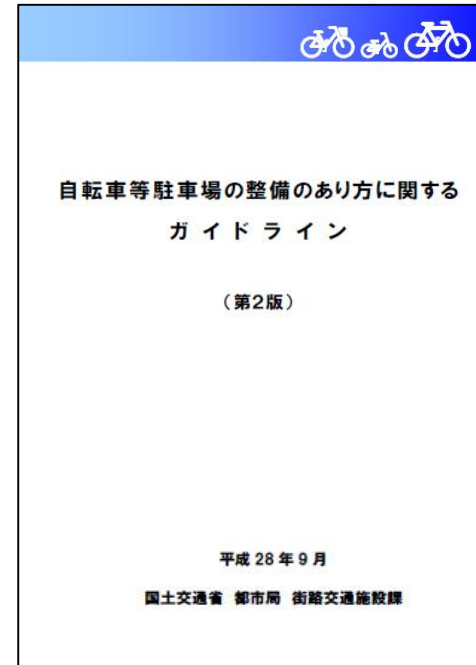 自転車等駐車場の整備のあり方に関する
ガイドライン
（第2版）
平成 28 年 9 月
国土交通省 都市局 街路交通施設課